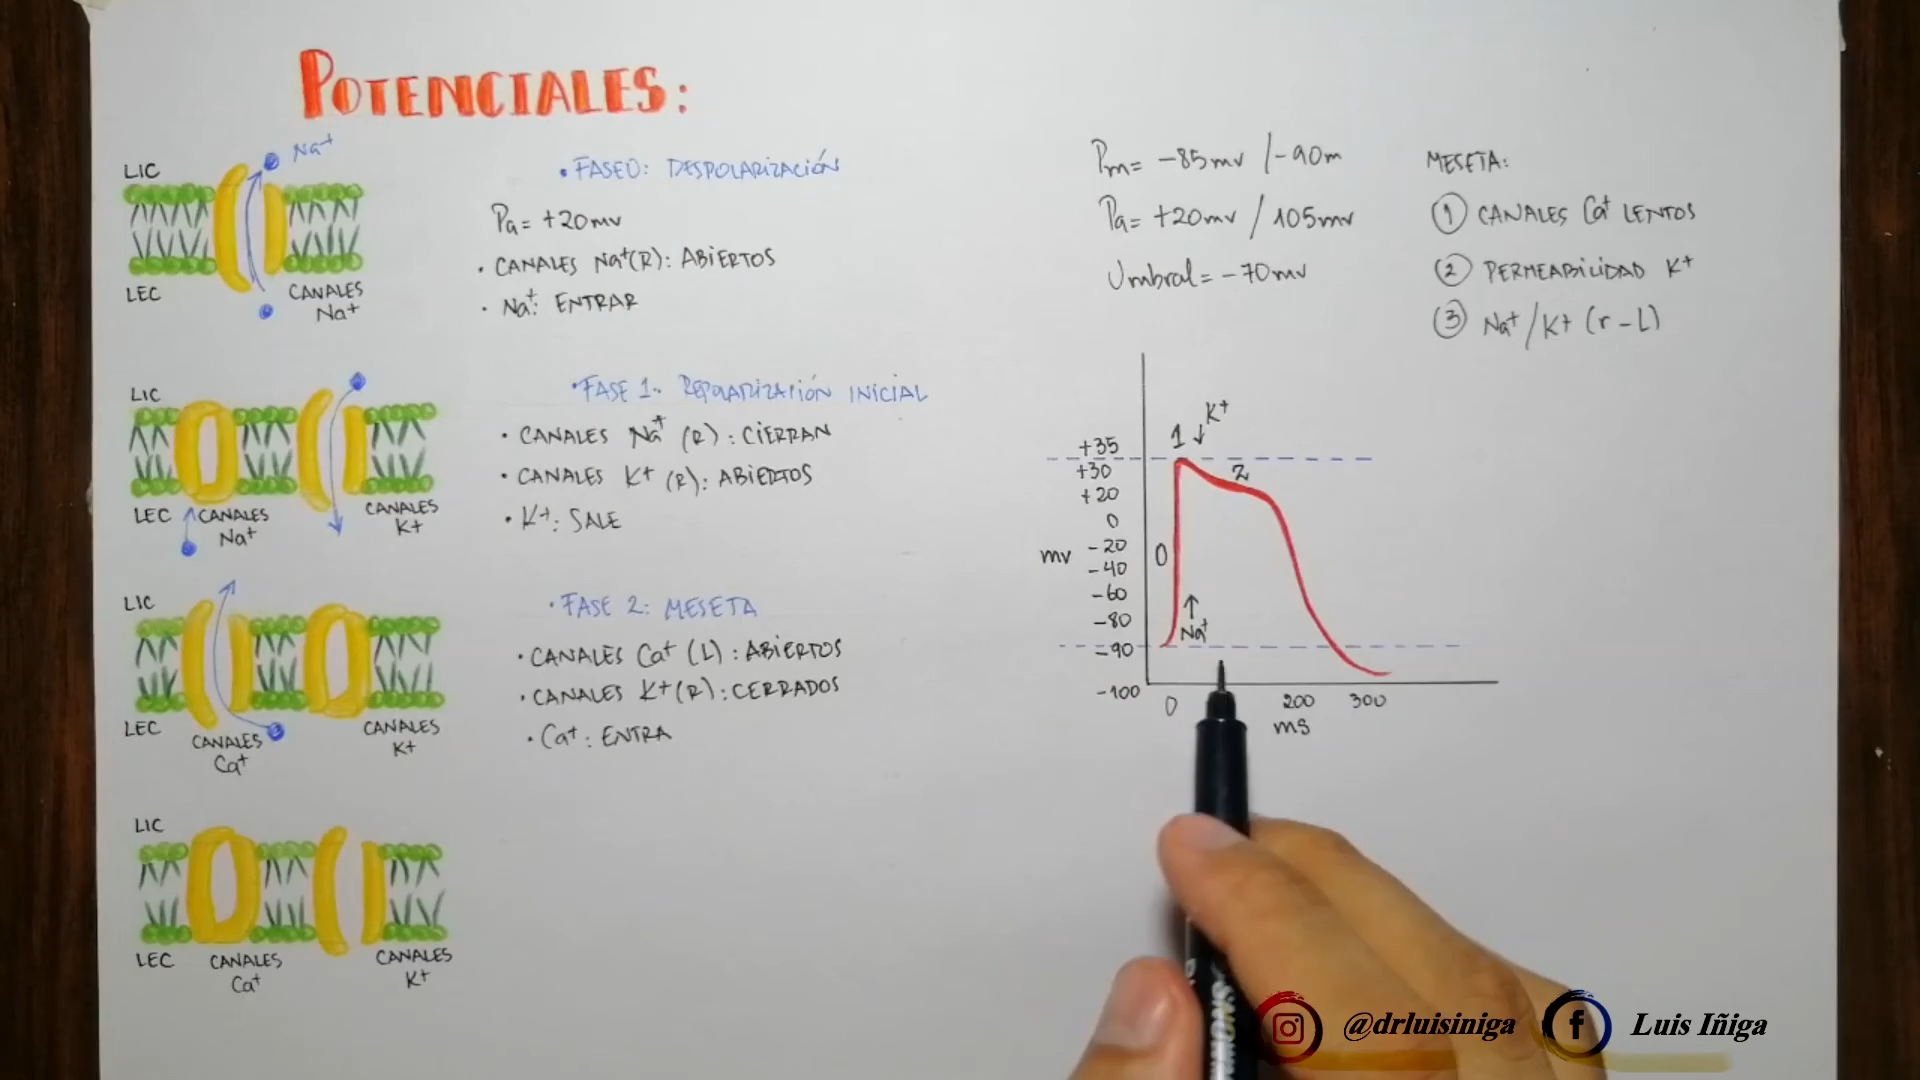 POTENCIALES:
LIC
Na+
LEC
CANALES
Na+
• FASE 0: DESPOLARIZACIÓN
Pa= +20mv
• CANALES Na+(R): ABIERTOS
• Na+: ENTRAR
LIC
LEC
CANALES
Na+
CANALES
K+
• FASE 1: REPOLARIZACIÓN INICIAL
• CANALES Na+ (R): CIERRAN
• CANALES K+ (R): ABIERTOS
• K+: SALE
LIC
LEC
CANALES
Ca+
CANALES
K+
• FASE 2: MESETA
• CANALES Ca+ (L): ABIERTOS
• CANALES K+(R): CERRADOS
• Ca+: ENTRA
LIC
LEC
CANALES
Ca+
CANALES
K+
Pm= -85mv /-90m
Pa= +20mv / 105mv
Umbral= -70mv
MESETA:
1 CANALES Ca+ LENTOS
2 PERMEABILIDAD K+
3 Na+/K+ (r-L)
K+
1
2
+35
+30
+20
0
-20
-40
-60
-80
-90
-100
mv
0
Na+
0
200
300
ms
@drluisiniga
Luis Iñiga